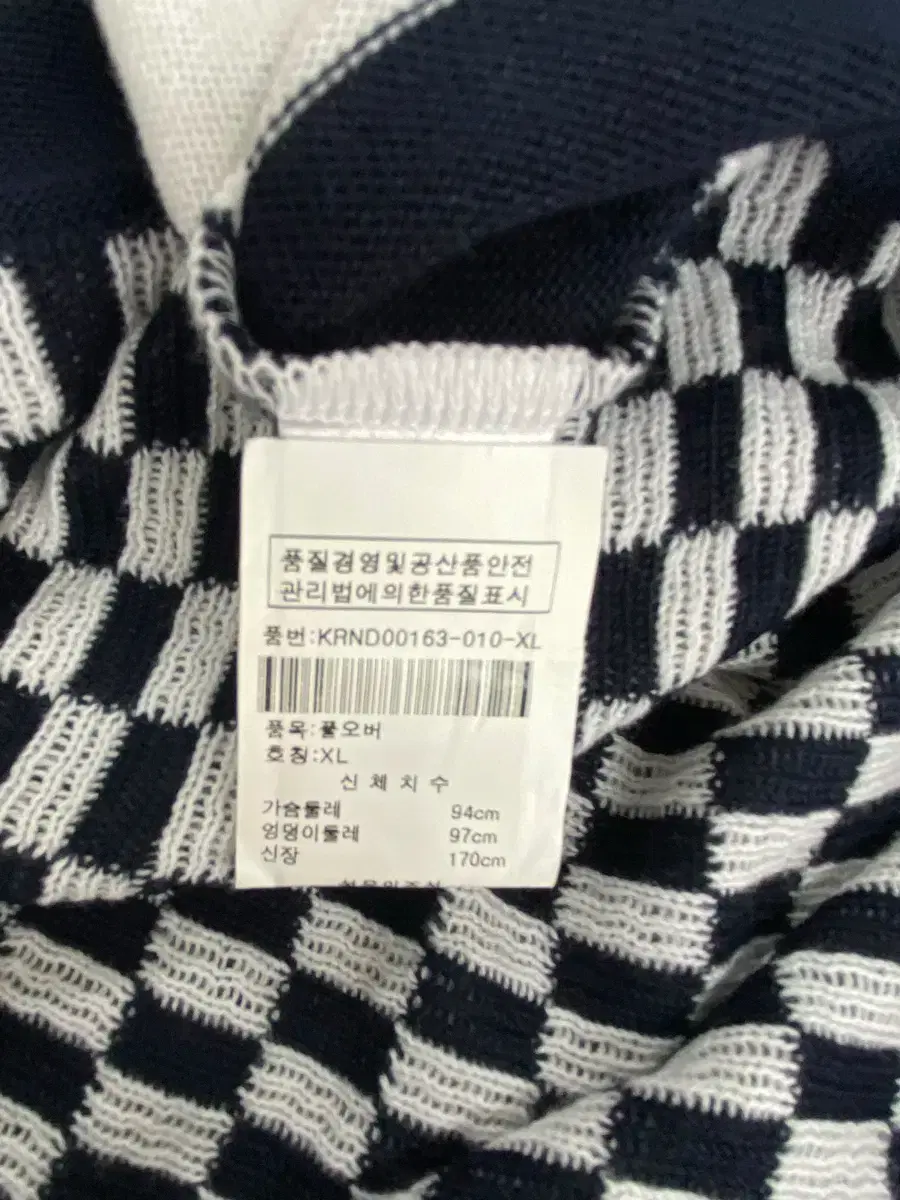 품질경영및공산품안전
관리법에의한품질표시
품번:KRND00163-010-XL
품목:풀오버
호칭:XL
신 체 치 수
가슴둘레 94cm
엉덩이둘레 97cm
신장 170cm